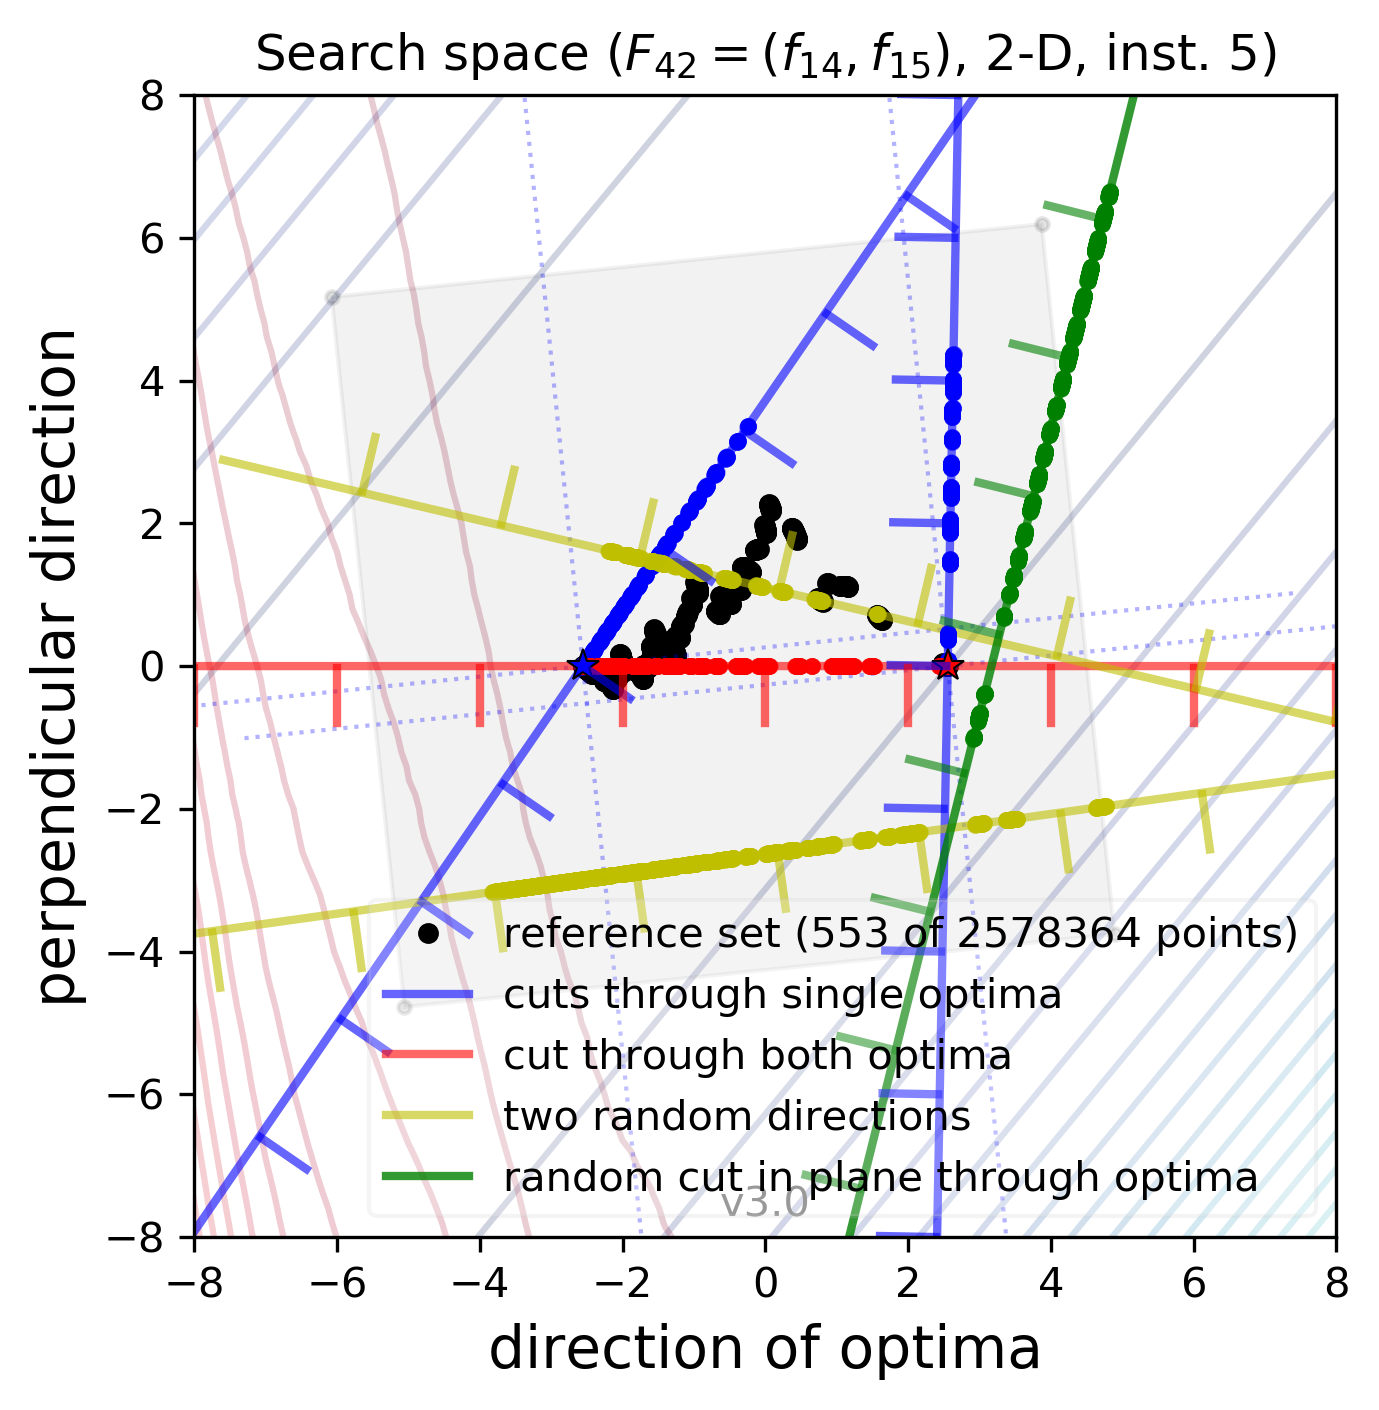 Search space (F42 = (f14, f15), 2-D, inst. 5)
8
6
4
2
0
−2
−4
−6
−8
perpendicular direction
reference set (553 of 2578364 points)
cuts through single optima
cut through both optima
two random directions
random cut in plane through optima
v3.0
−8 −6 −4 −2 0 2 4 6 8
direction of optima